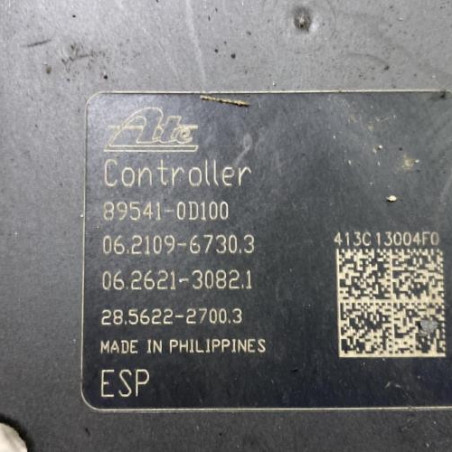 Ate
Controller
89541-0D100
06.2109-6730.3
413C13004F0
06.2621-3082.1
28.5622-2700.3
MADE IN PHILIPPINES
ESP